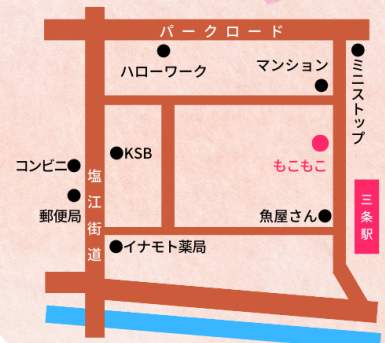 パークロード
ハローワーク
マンション
ミニストップ
KSB
コンビニ
塩江街道
もこもこ
三条駅
郵便局
魚屋さん
イナモト薬局